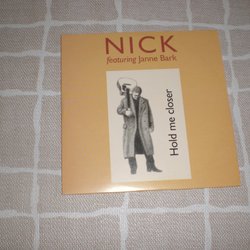 NICK
featuring Janne Bark
Hold me closer